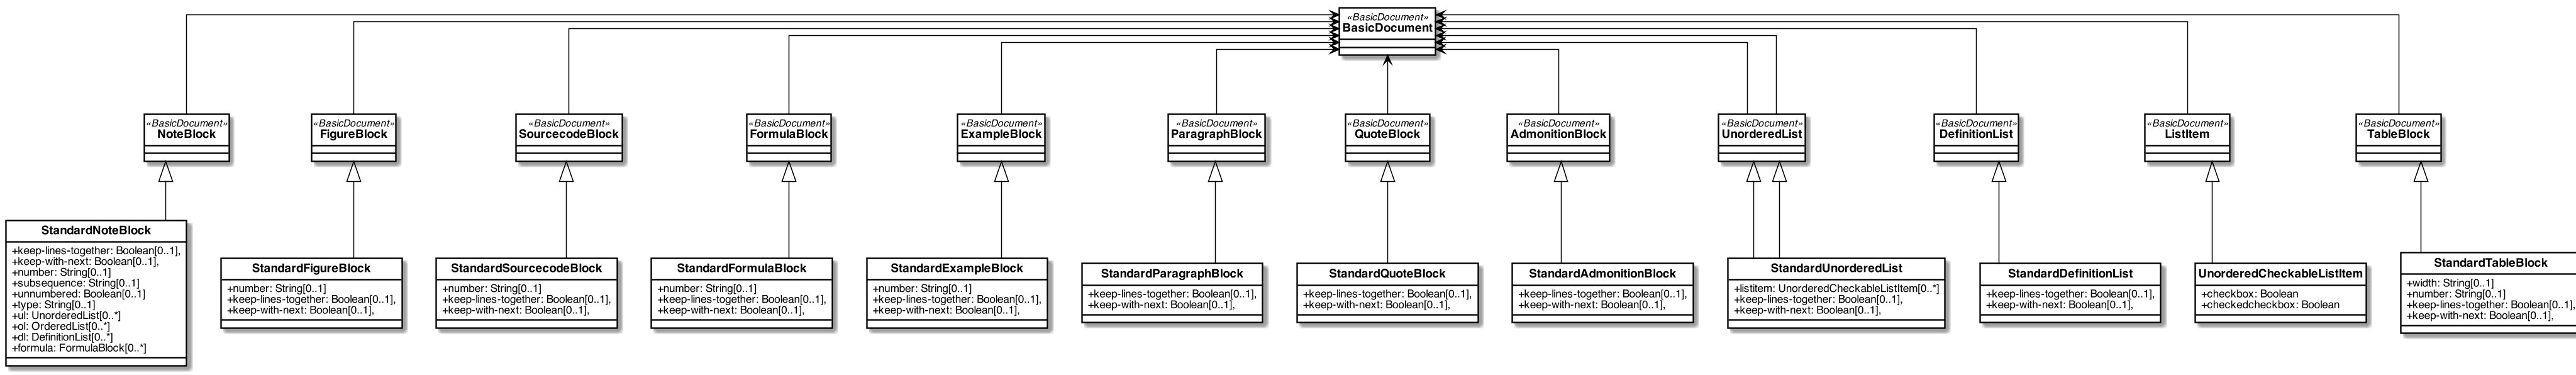 «BasicDocument»
BasicDocument
«BasicDocument»
NoteBlock
«BasicDocument»
FigureBlock
«BasicDocument»
SourcecodeBlock
«BasicDocument»
FormulaBlock
«BasicDocument»
ExampleBlock
«BasicDocument»
ParagraphBlock
«BasicDocument»
QuoteBlock
«BasicDocument»
AdmonitionBlock
«BasicDocument»
UnorderedList
«BasicDocument»
DefinitionList
«BasicDocument»
ListItem
«BasicDocument»
TableBlock
StandardNoteBlock
+keep-lines-together: Boolean[0..1],
+keep-with-next: Boolean[0..1],
+number: String[0..1]
+subsequence: String[0..1]
+unnumbered: Boolean[0..1]
+type: String[0..1]
+ul: UnorderedList[0..*]
+ol: OrderedList[0..*]
+dl: DefinitionList[0..*]
+formula: FormulaBlock[0..*]
StandardFigureBlock
+number: String[0..1]
+keep-lines-together: Boolean[0..1],
+keep-with-next: Boolean[0..1],
StandardSourcecodeBlock
+number: String[0..1]
+keep-lines-together: Boolean[0..1],
+keep-with-next: Boolean[0..1],
StandardFormulaBlock
+number: String[0..1]
+keep-lines-together: Boolean[0..1],
+keep-with-next: Boolean[0..1],
StandardExampleBlock
+number: String[0..1]
+keep-lines-together: Boolean[0..1],
+keep-with-next: Boolean[0..1],
StandardParagraphBlock
+keep-lines-together: Boolean[0..1],
+keep-with-next: Boolean[0..1],
StandardQuoteBlock
+keep-lines-together: Boolean[0..1],
+keep-with-next: Boolean[0..1],
StandardAdmonitionBlock
+keep-lines-together: Boolean[0..1],
+keep-with-next: Boolean[0..1],
StandardUnorderedList
+listitem: UnorderedCheckableListItem[0..*]
+keep-lines-together: Boolean[0..1],
+keep-with-next: Boolean[0..1],
StandardDefinitionList
+keep-lines-together: Boolean[0..1],
+keep-with-next: Boolean[0..1],
UnorderedCheckableListItem
+checkbox: Boolean
+checkedcheckbox: Boolean
StandardTableBlock
+width: String[0..1]
+number: String[0..1]
+keep-lines-together: Boolean[0..1],
+keep-with-next: Boolean[0..1],